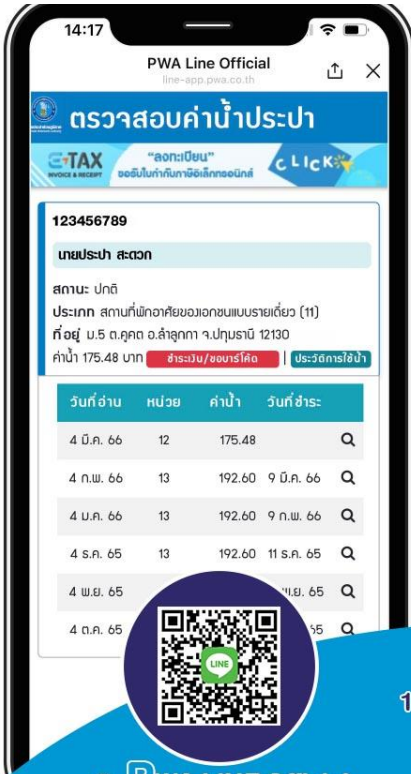 14:17
PWA Line Official
line-app.pwa.co.th
ตรวจสอบค่าน้ำประปา
E-TAX
INVOICE & RECEIPT
"ลงทะเบียน"
ขอรับใบกำกับภาษีอิเล็กทรอนิกส์
CLICK
123456789
นายประปา สะดวก
สถานะ ปกติ
ประเภท สถานที่พักอาศัยของเอกชนแบบรายเดี่ยว (11)
ที่อยู่ ม.5 ต.คูคต อ.ลำลูกกา จ.ปทุมธานี 12130
ค่าน้ำ 175.48 บาท ชำระเงิน/ขอบาร์โค้ด | ประวัติการใช้น้ำ
วันที่อ่าน หน่วย ค่าน้ำ วันที่ชำระ
4 มี.ค. 66 12 175.48
4 ก.พ. 66 13 192.60 9 มี.ค. 66
4 ม.ค. 66 13 192.60 9 ก.พ. 66
4 ธ.ค. 65 13 192.60 11 ธ.ค. 65
4 พ.ย. 65 พ.ย. 65
4 ต.ค. 65 65
LINE
1